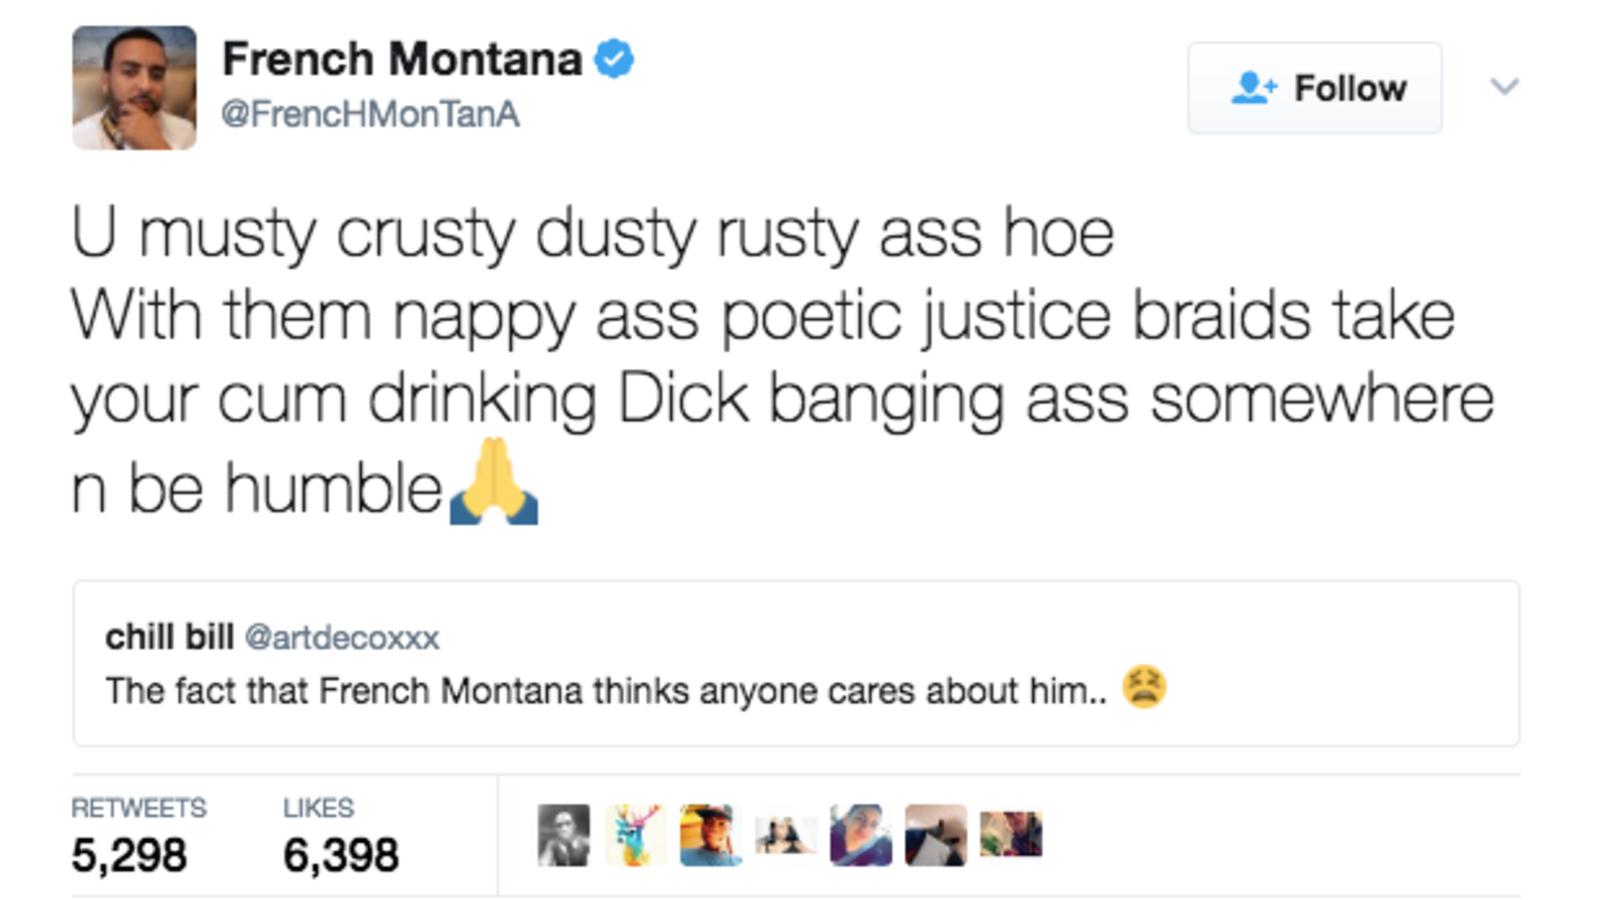 French Montana
@FrencHMonTanA
Follow
U musty crusty dusty rusty ass hoe
With them nappy ass poetic justice braids take
your cum drinking Dick banging ass somewhere
n be humble🙏
chill bill @artdecoxxx
The fact that French Montana thinks anyone cares about him.. 😫
RETWEETS LIKES
5,298 6,398